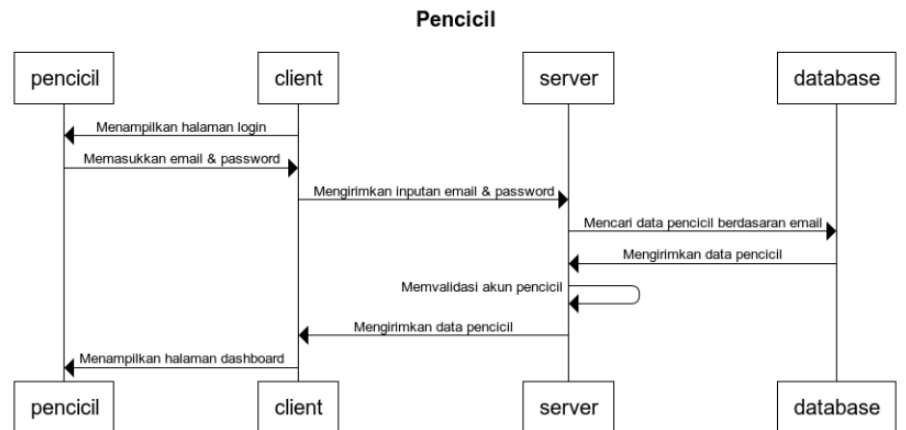 Pencicil
pencicil
client
server
database
Menampilkan halaman login
Memasukkan email & password
Mengirimkan inputan email & password
Mencari data pencicil berdasaran email
Mengirimkan data pencicil
Memvalidasi akun pencicil
Mengirimkan data pencicil
Menampilkan halaman dashboard
pencicil
client
server
database